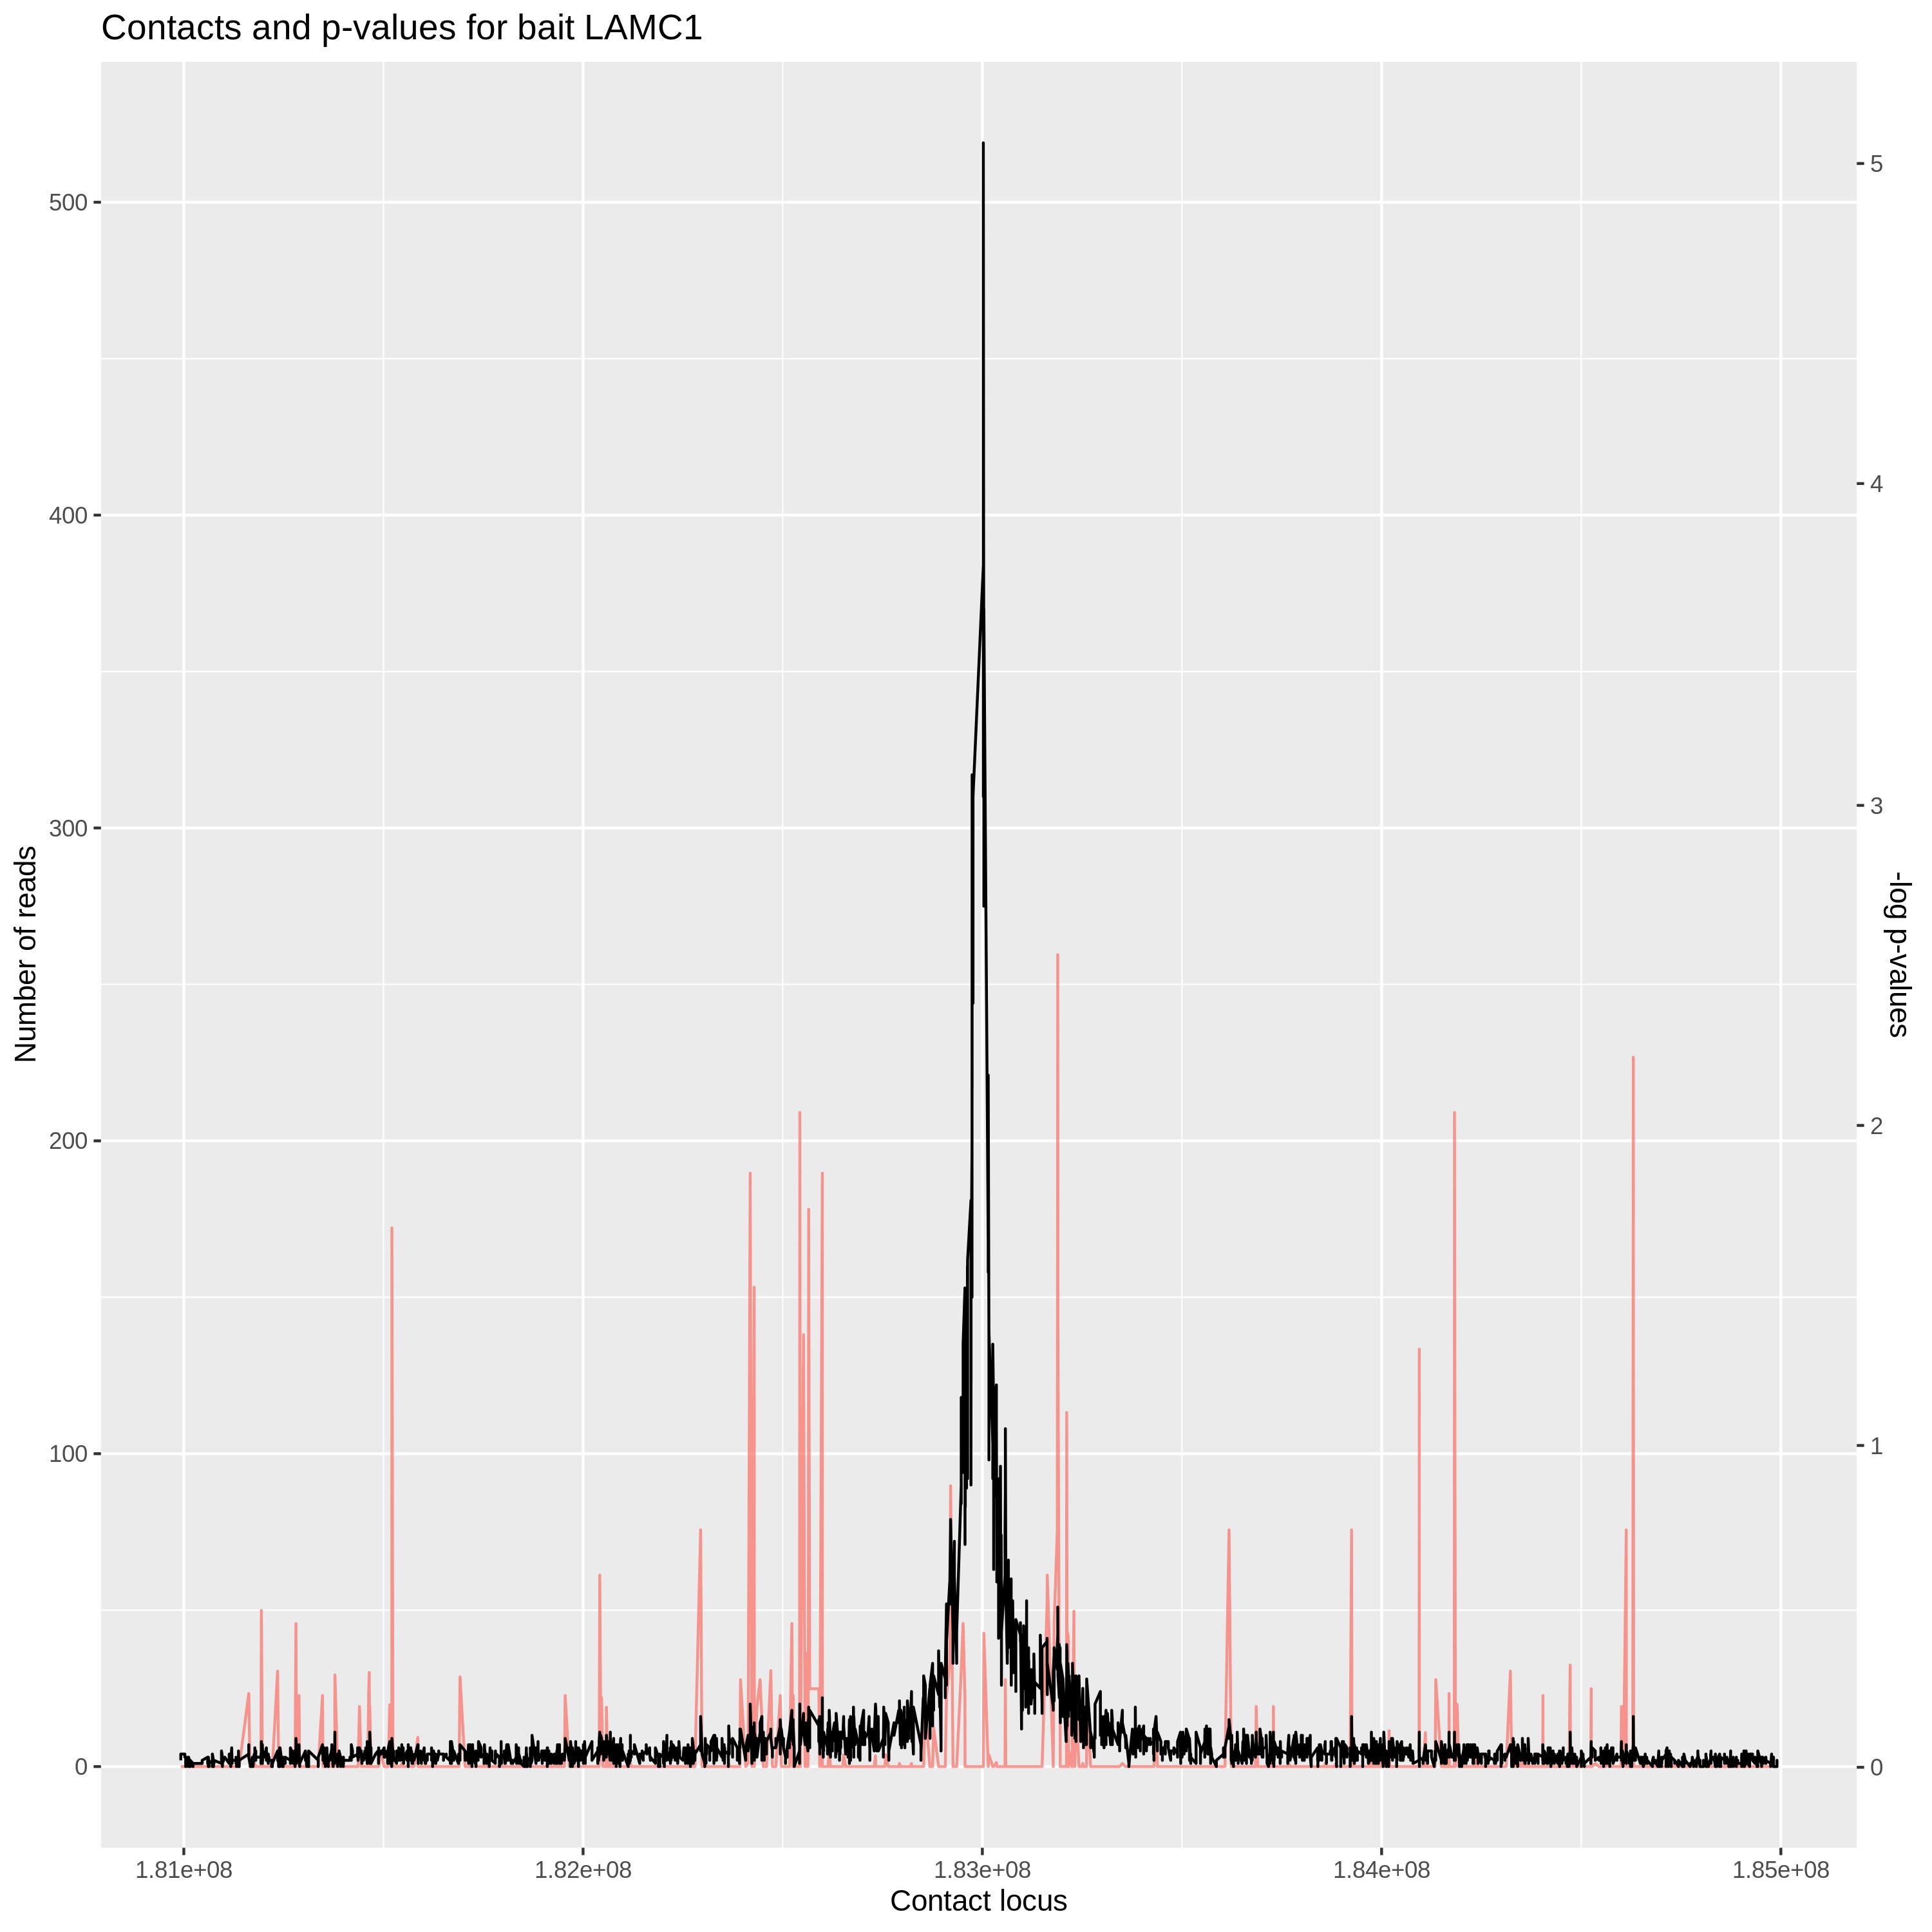 Contacts and p-values for bait LAMC1
500
400
300
200
100
0
Number of reads
5
4
3
2
1
0
-log p-values
1.81e+08
1.82e+08
1.83e+08
1.84e+08
1.85e+08
Contact locus